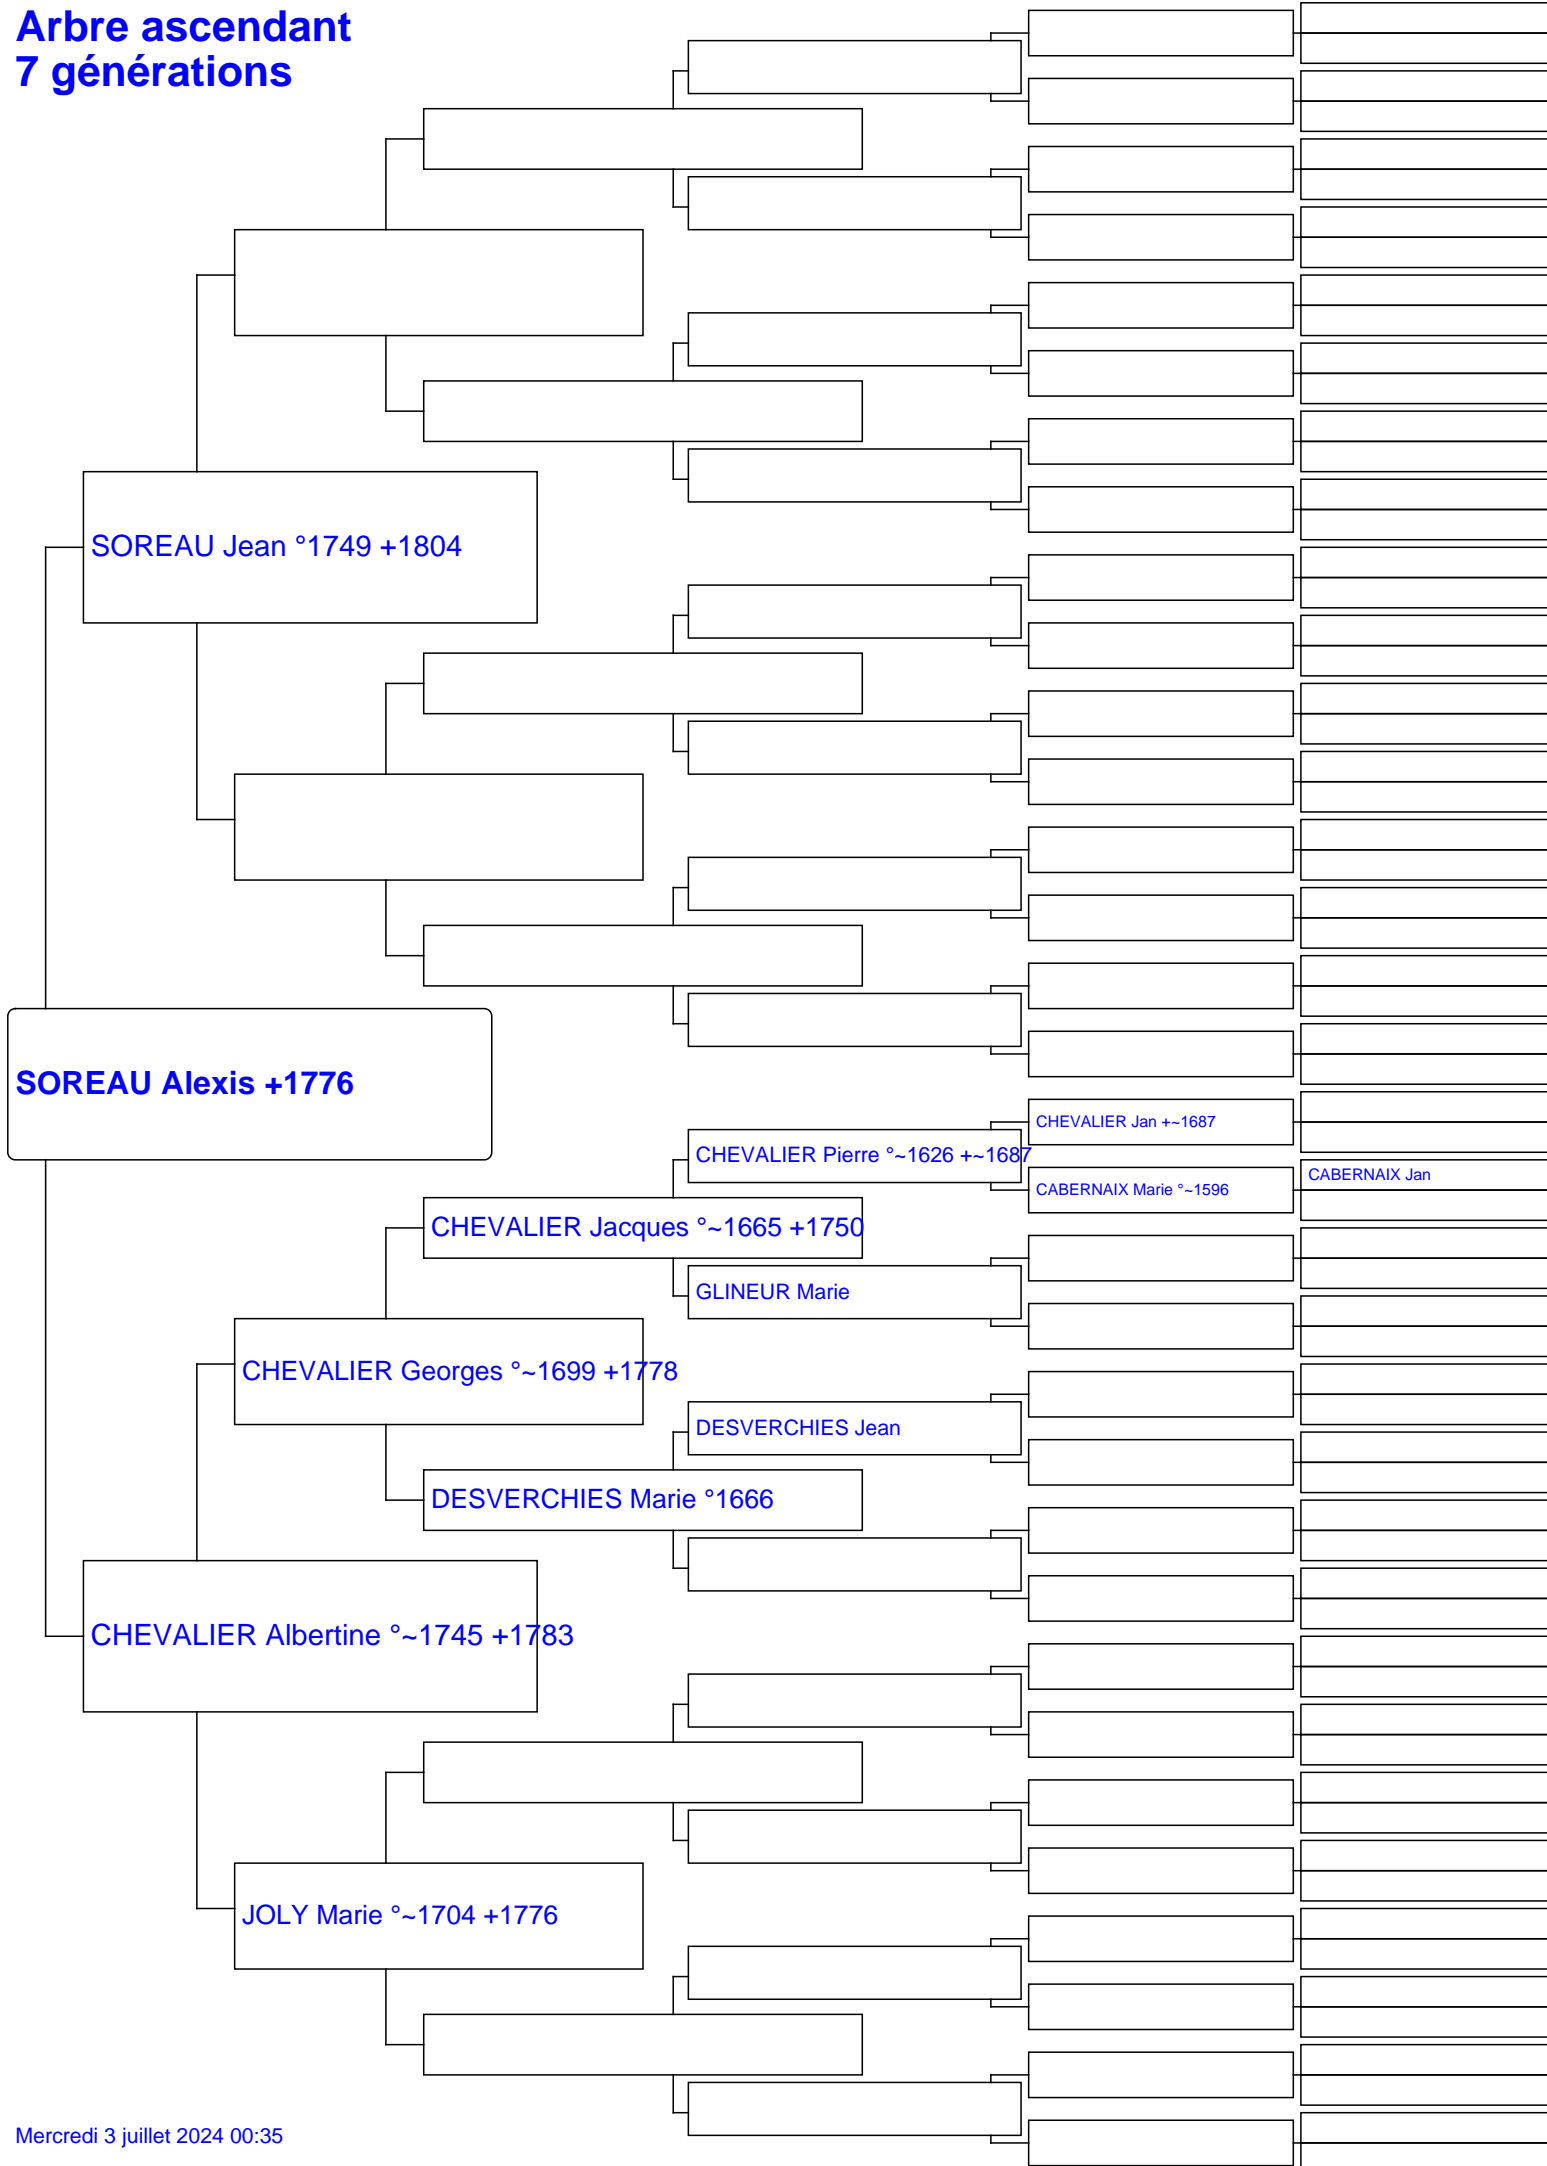 Arbre ascendant
7 générations
SOREAU Jean °1749 +1804
SOREAU Alexis +1776
CHEVALIER Jan +~1687
CHEVALIER Pierre °~1626 +~1687
CABERNAIX Jan
CABERNAIX Marie °~1596
CHEVALIER Jacques °~1665 +1750
GLINEUR Marie
CHEVALIER Georges °~1699 +1778
DESVERCHIES Jean
DESVERCHIES Marie °1666
CHEVALIER Albertine °~1745 +1783
JOLY Marie °~1704 +1776
Mercredi 3 juillet 2024 00:35